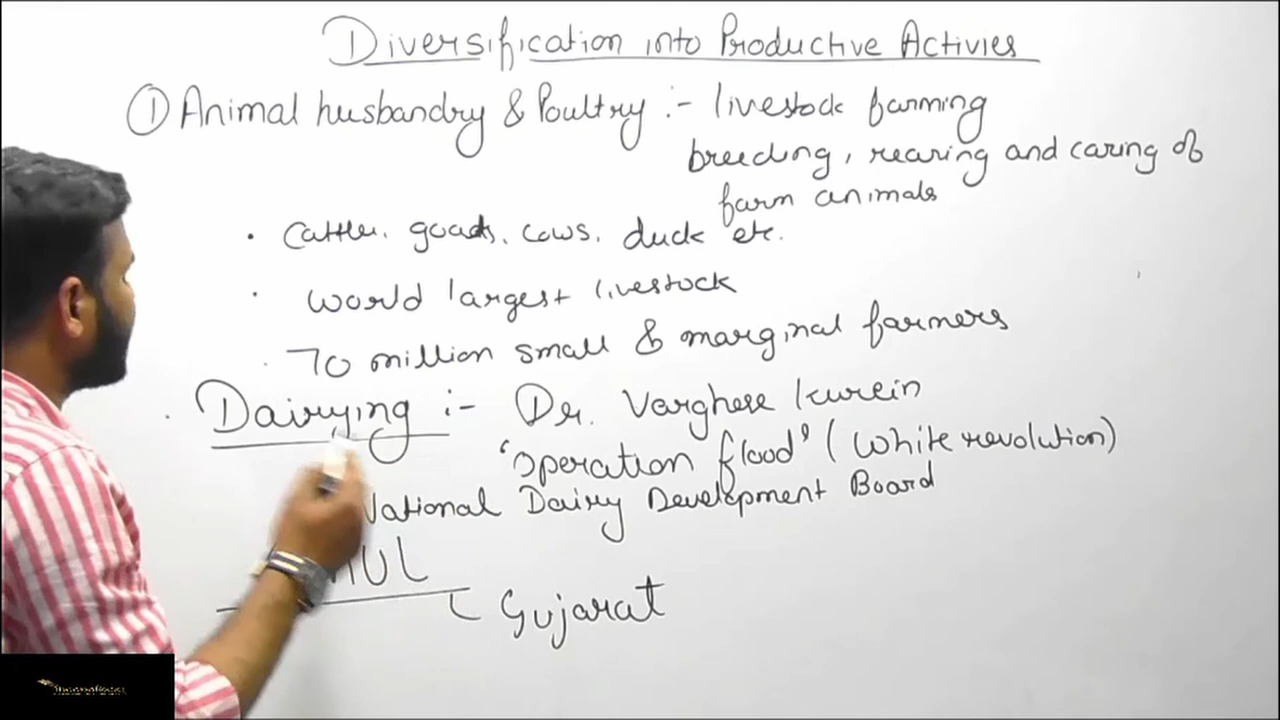 Diversification into Productive Activies
① Animal husbandry & Poultry :- livestock farming
breeding, rearing and caring of
farm animals
• Cattle, goats, cows, duck etc.
• World largest livestock
• 70 million small & marginal farmers
• Dairying :- Dr. Varghese kurein
'operation flood' (White revolution)
National Dairy Development Board
UL
Gujarat